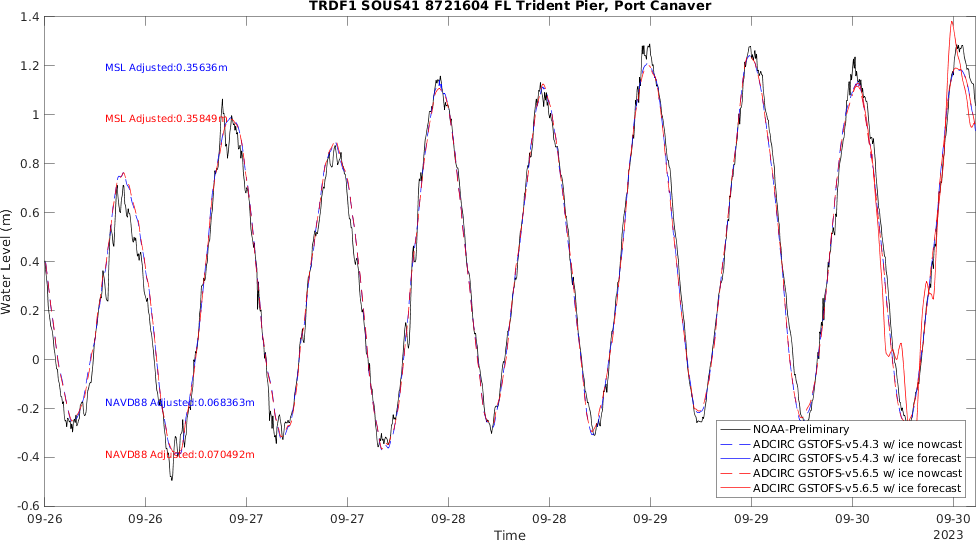 TRDF1 SOUS41 8721604 FL Trident Pier, Port Canaver
1.4
1.2
1
0.8
0.6
0.4
0.2
0
-0.2
-0.4
-0.6
Water Level (m)
MSL Adjusted:0.35636m
MSL Adjusted:0.35849m
NAVD88 Adjusted:0.068363m
NAVD88 Adjusted:0.070492m
NOAA-Preliminary
ADCIRC GSTOFS-v5.4.3 w/ ice nowcast
ADCIRC GSTOFS-v5.4.3 w/ ice forecast
ADCIRC GSTOFS-v5.6.5 w/ ice nowcast
ADCIRC GSTOFS-v5.6.5 w/ ice forecast
09-26 09-26 09-27 09-27 09-28 09-28 09-29 09-29 09-30 09-30
2023
Time